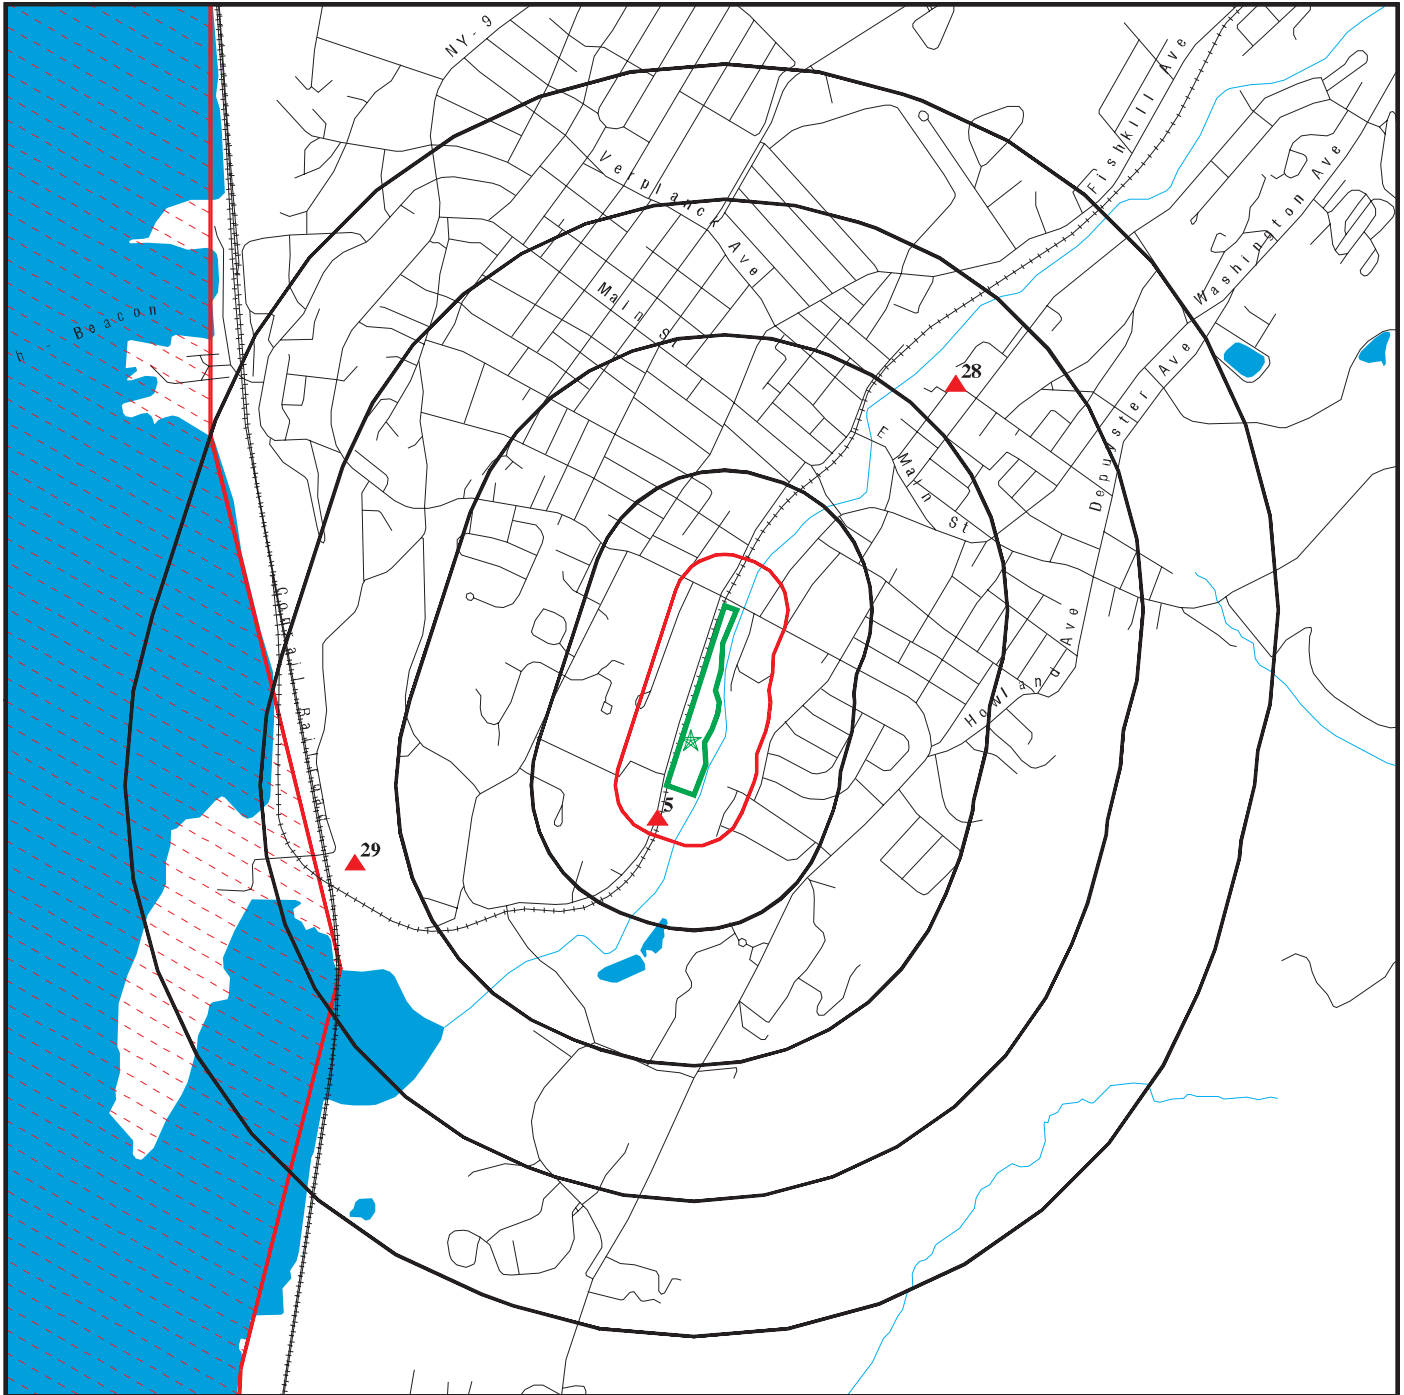 NY-9
Fishkill Ave
Verplanck Ave
Washington Ave
h - Beacon
Main St
Depuyster Ave
28
E Main St
Conrail Railroad
Howland Ave
5
29